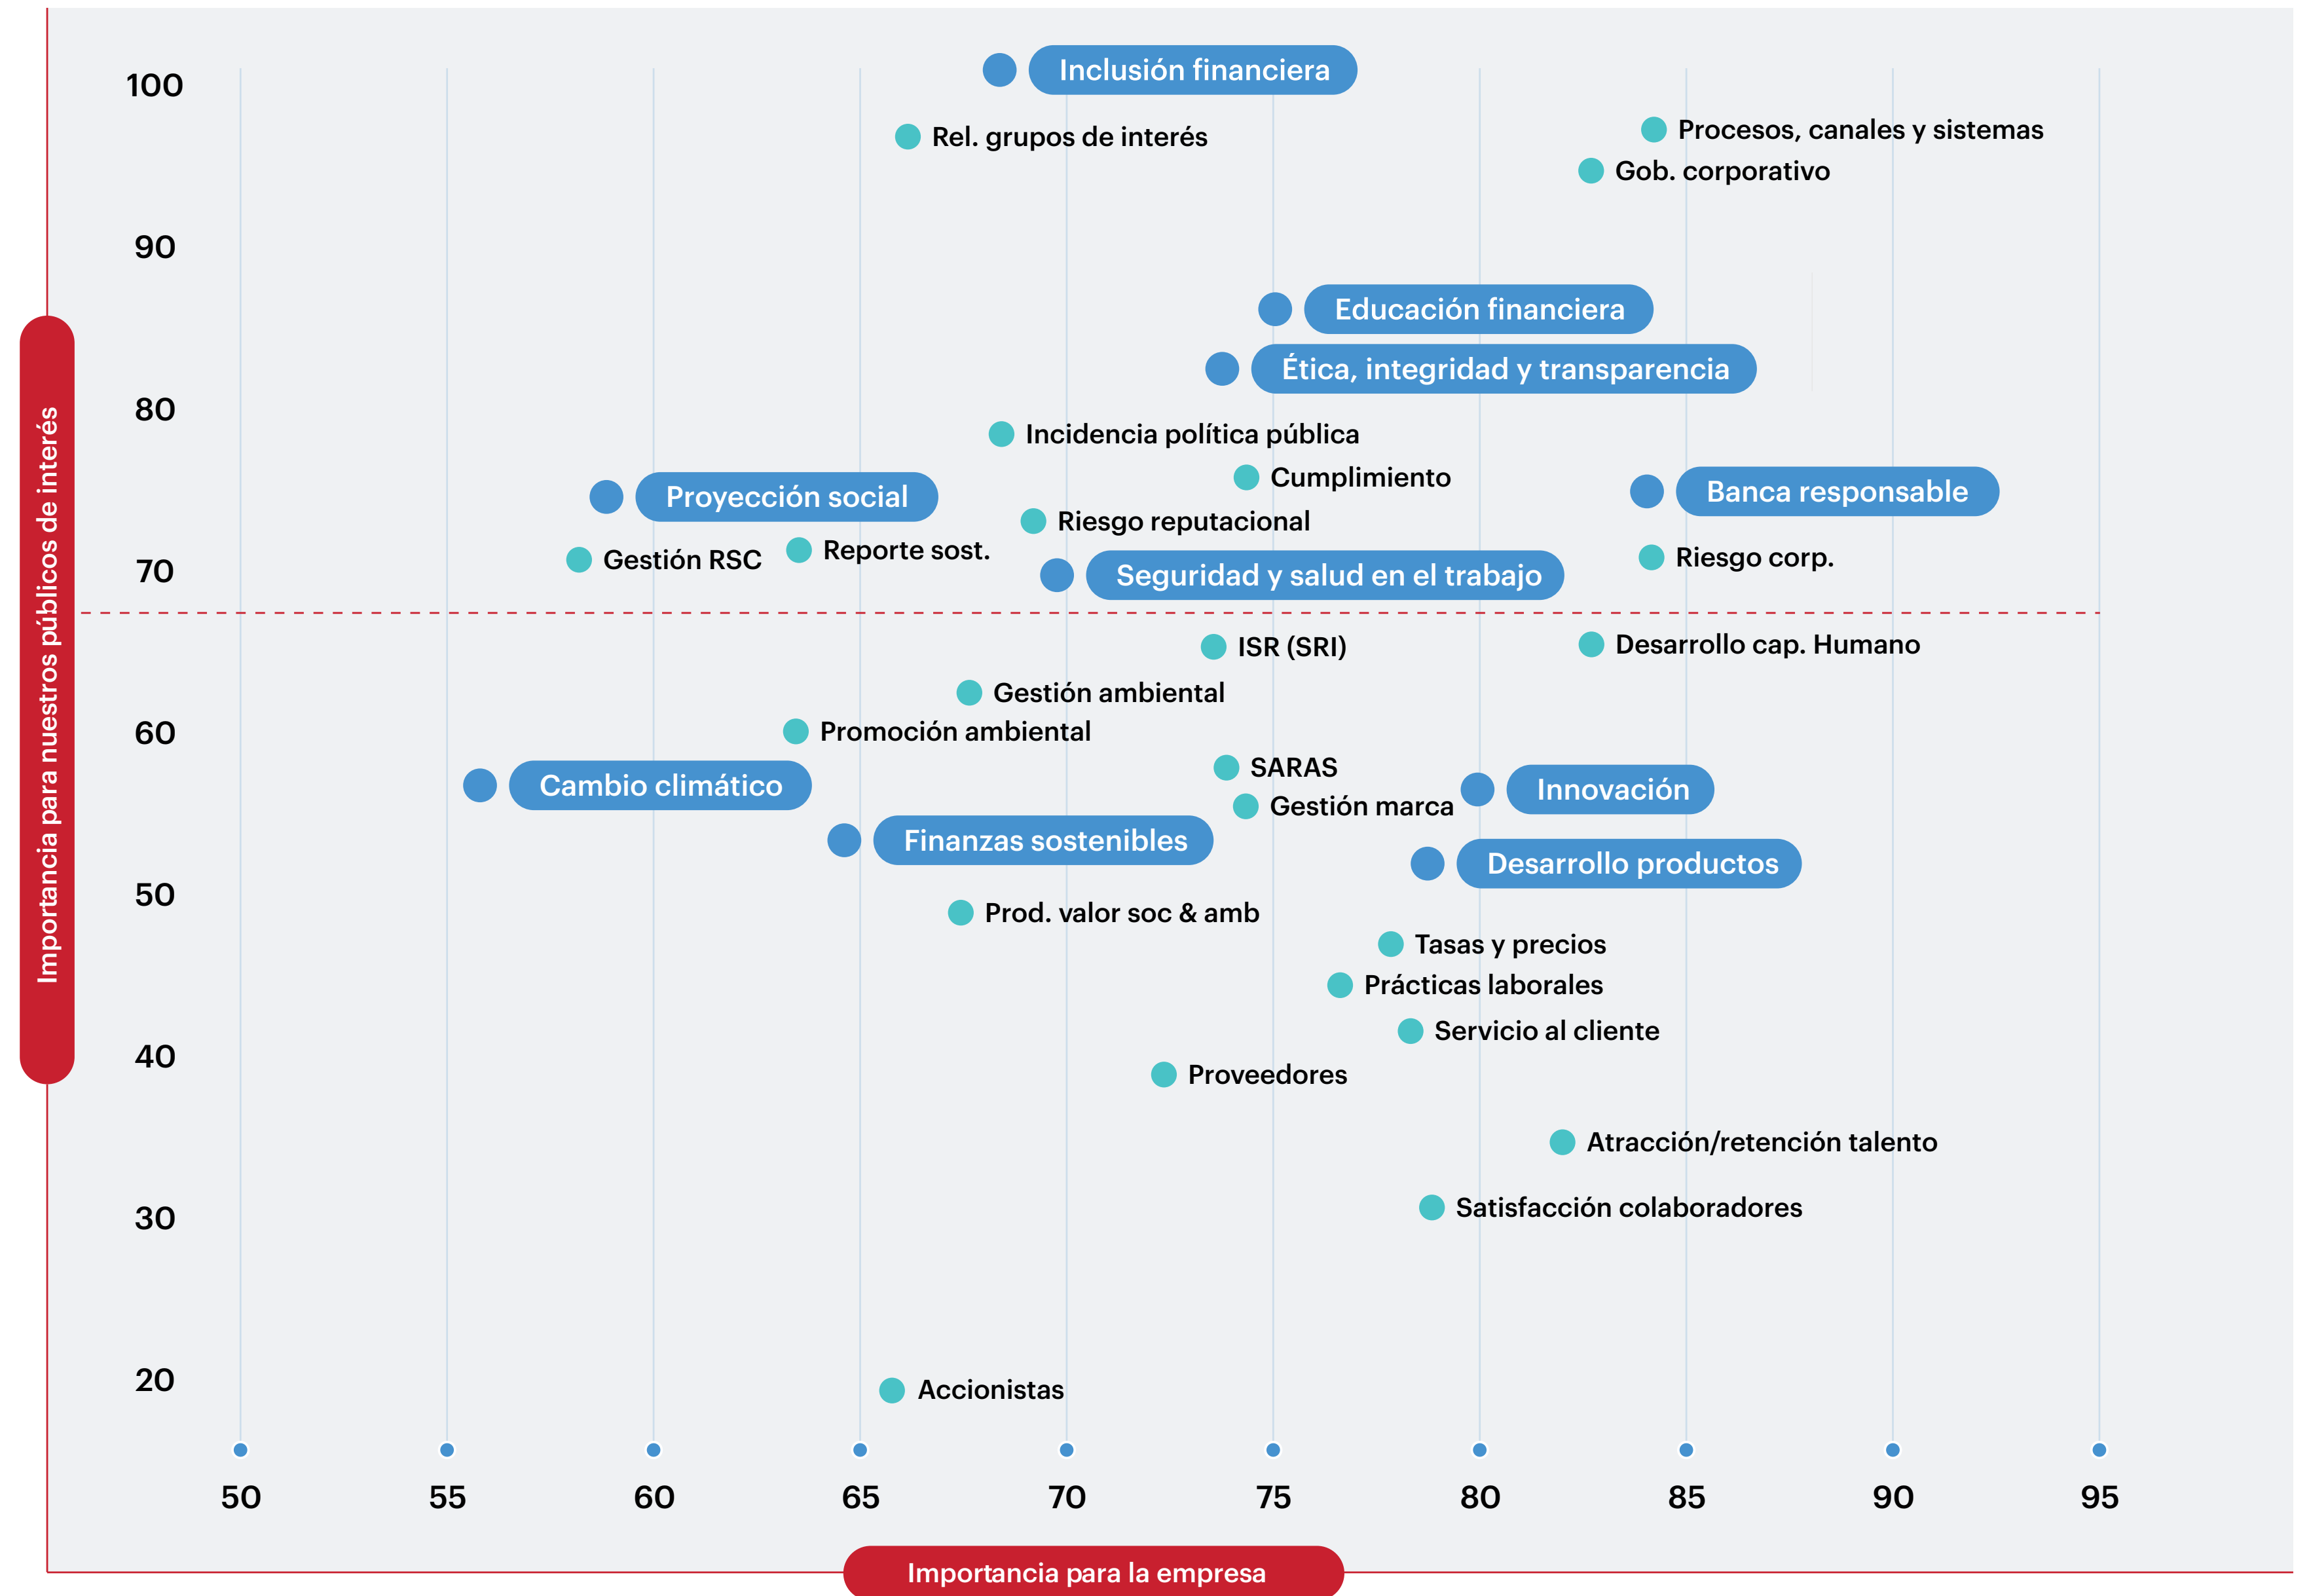 100
Inclusión financiera
Rel. grupos de interés
Procesos, canales y sistemas
Gob. corporativo
90
Educación financiera
Ética, integridad y transparencia
80
Incidencia política pública
Cumplimiento
Proyección social
Banca responsable
Riesgo reputacional
Gestión RSC
Reporte sost.
Riesgo corp.
70
Seguridad y salud en el trabajo
ISR (SRI)
Desarrollo cap. Humano
Gestión ambiental
60
Promoción ambiental
SARAS
Cambio climático
Innovación
Gestión marca
Finanzas sostenibles
Desarrollo productos
50
Prod. valor soc & amb
Tasas y precios
Prácticas laborales
Servicio al cliente
40
Proveedores
Atracción/retención talento
30
Satisfacción colaboradores
20
Accionistas
50 55 60 65 70 75 80 85 90 95
Importancia para la empresa
Importancia para nuestros públicos de interés